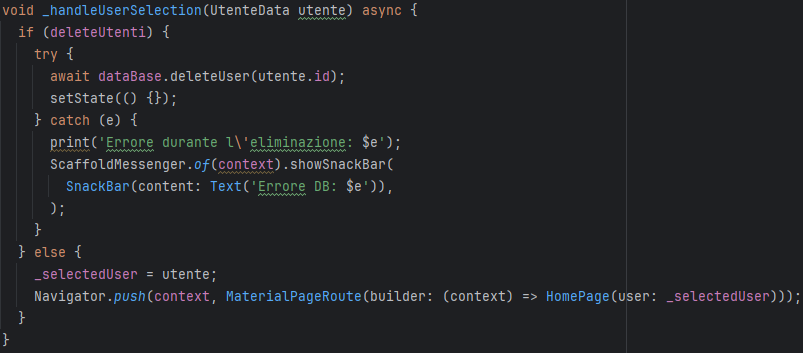 void _handleUserSelection(UtenteData utente) async {
if (deleteUtenti) {
try {
await dataBase.deleteUser(utente.id);
setState(() {});
} catch (e) {
print('Errore durante l\'eliminazione: $e');
ScaffoldMessenger.of(context).showSnackBar(
SnackBar(content: Text('Errore DB: $e')),
);
}
} else {
_selectedUser = utente;
Navigator.push(context, MaterialPageRoute(builder: (context) => HomePage(user: _selectedUser)));
}
}